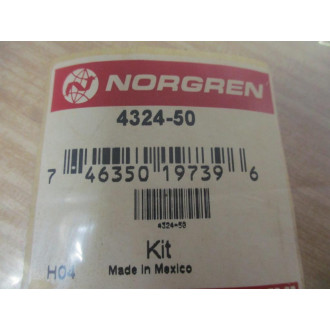 NORGREN
4324-50
7 46350 19739 6
4324-50
Kit
H04 Made in Mexico